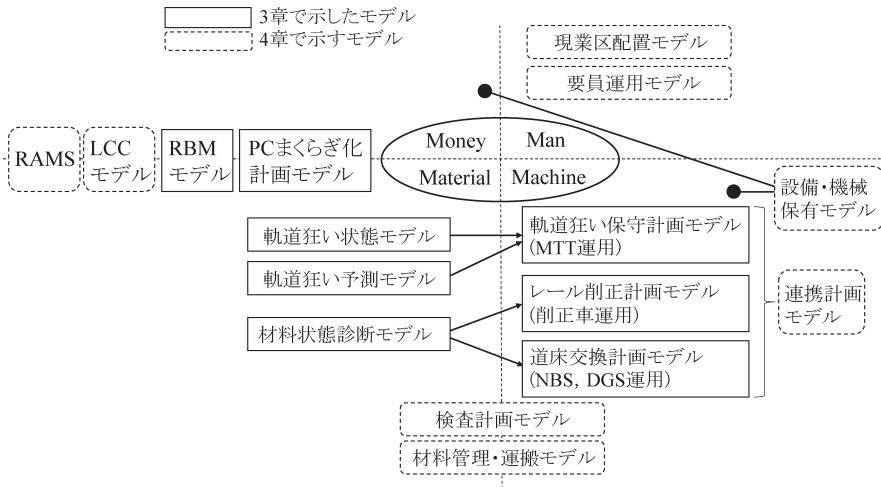 3章で示したモデル
4章で示すモデル
現業区配置モデル
要員運用モデル
RAMS
LCC
モデル
RBM
モデル
PCまくらぎ化
計画モデル
Money
Man
Material
Machine
設備・機械
保有モデル
軌道狂い状態モデル
軌道狂い予測モデル
材料状態診断モデル
軌道狂い保守計画モデル
(MTT運用)
レール削正計画モデル
(削正車運用)
道床交換計画モデル
(NBS, DGS運用)
連携計画
モデル
検査計画モデル
材料管理・運搬モデル